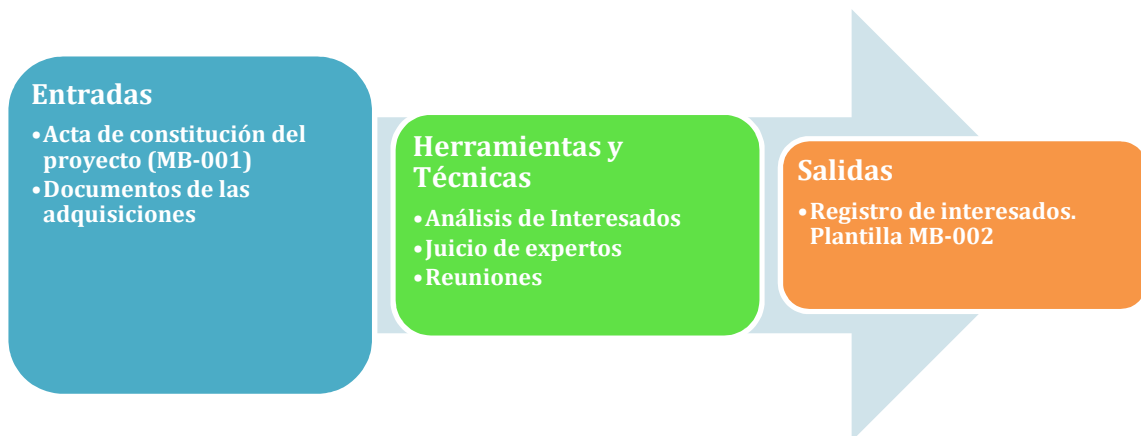 Entradas
•Acta de constitución del
proyecto (MB-001)
•Documentos de las
adquisiciones
Herramientas y
Técnicas
•Análisis de Interesados
•Juicio de expertos
•Reuniones
Salidas
•Registro de interesados.
Plantilla MB-002